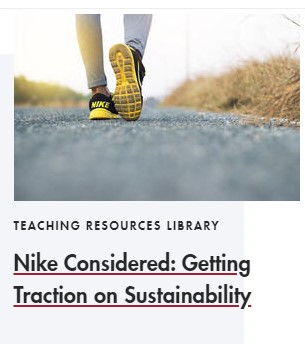 NIKE
TEACHING RESOURCES LIBRARY
Nike Considered: Getting
Traction on Sustainability